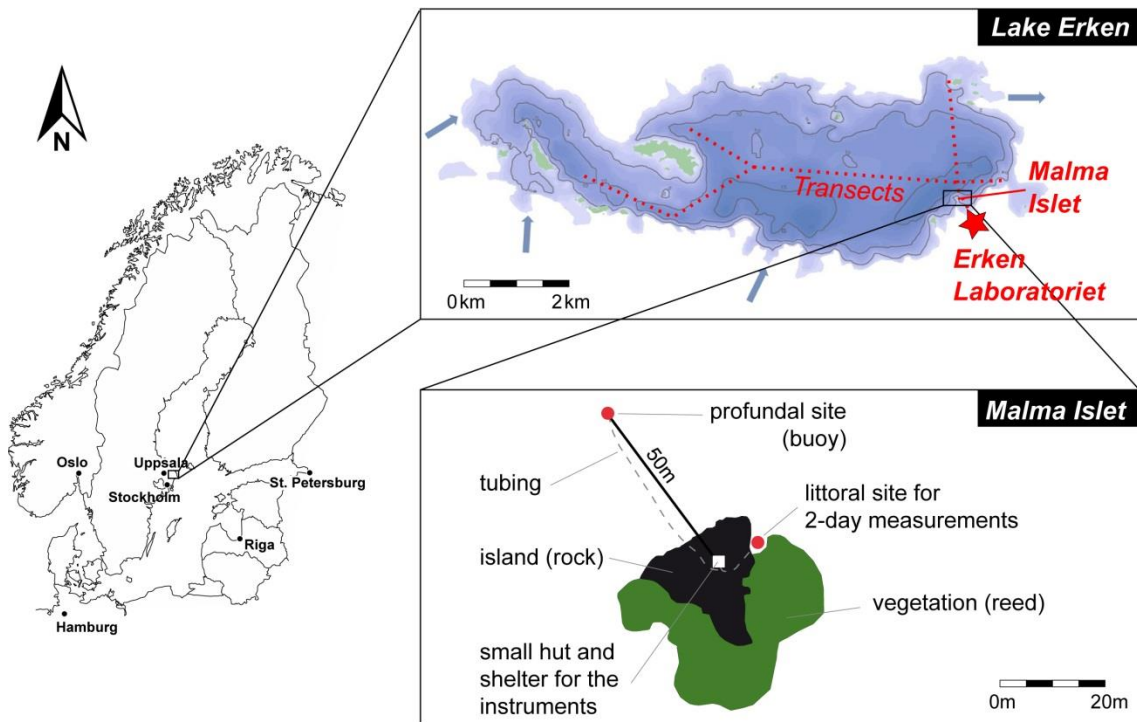 N
Oslo
Uppsala
Stockholm
St. Petersburg
Riga
Hamburg
Lake Erken
Transects
Malma
Islet
Erken
Laboratoriet
0km
2km
Malma Islet
profundal site
(buoy)
50m
tubing
littoral site for
2-day measurements
island (rock)
vegetation (reed)
small hut and
shelter for the
instruments
0m
20m